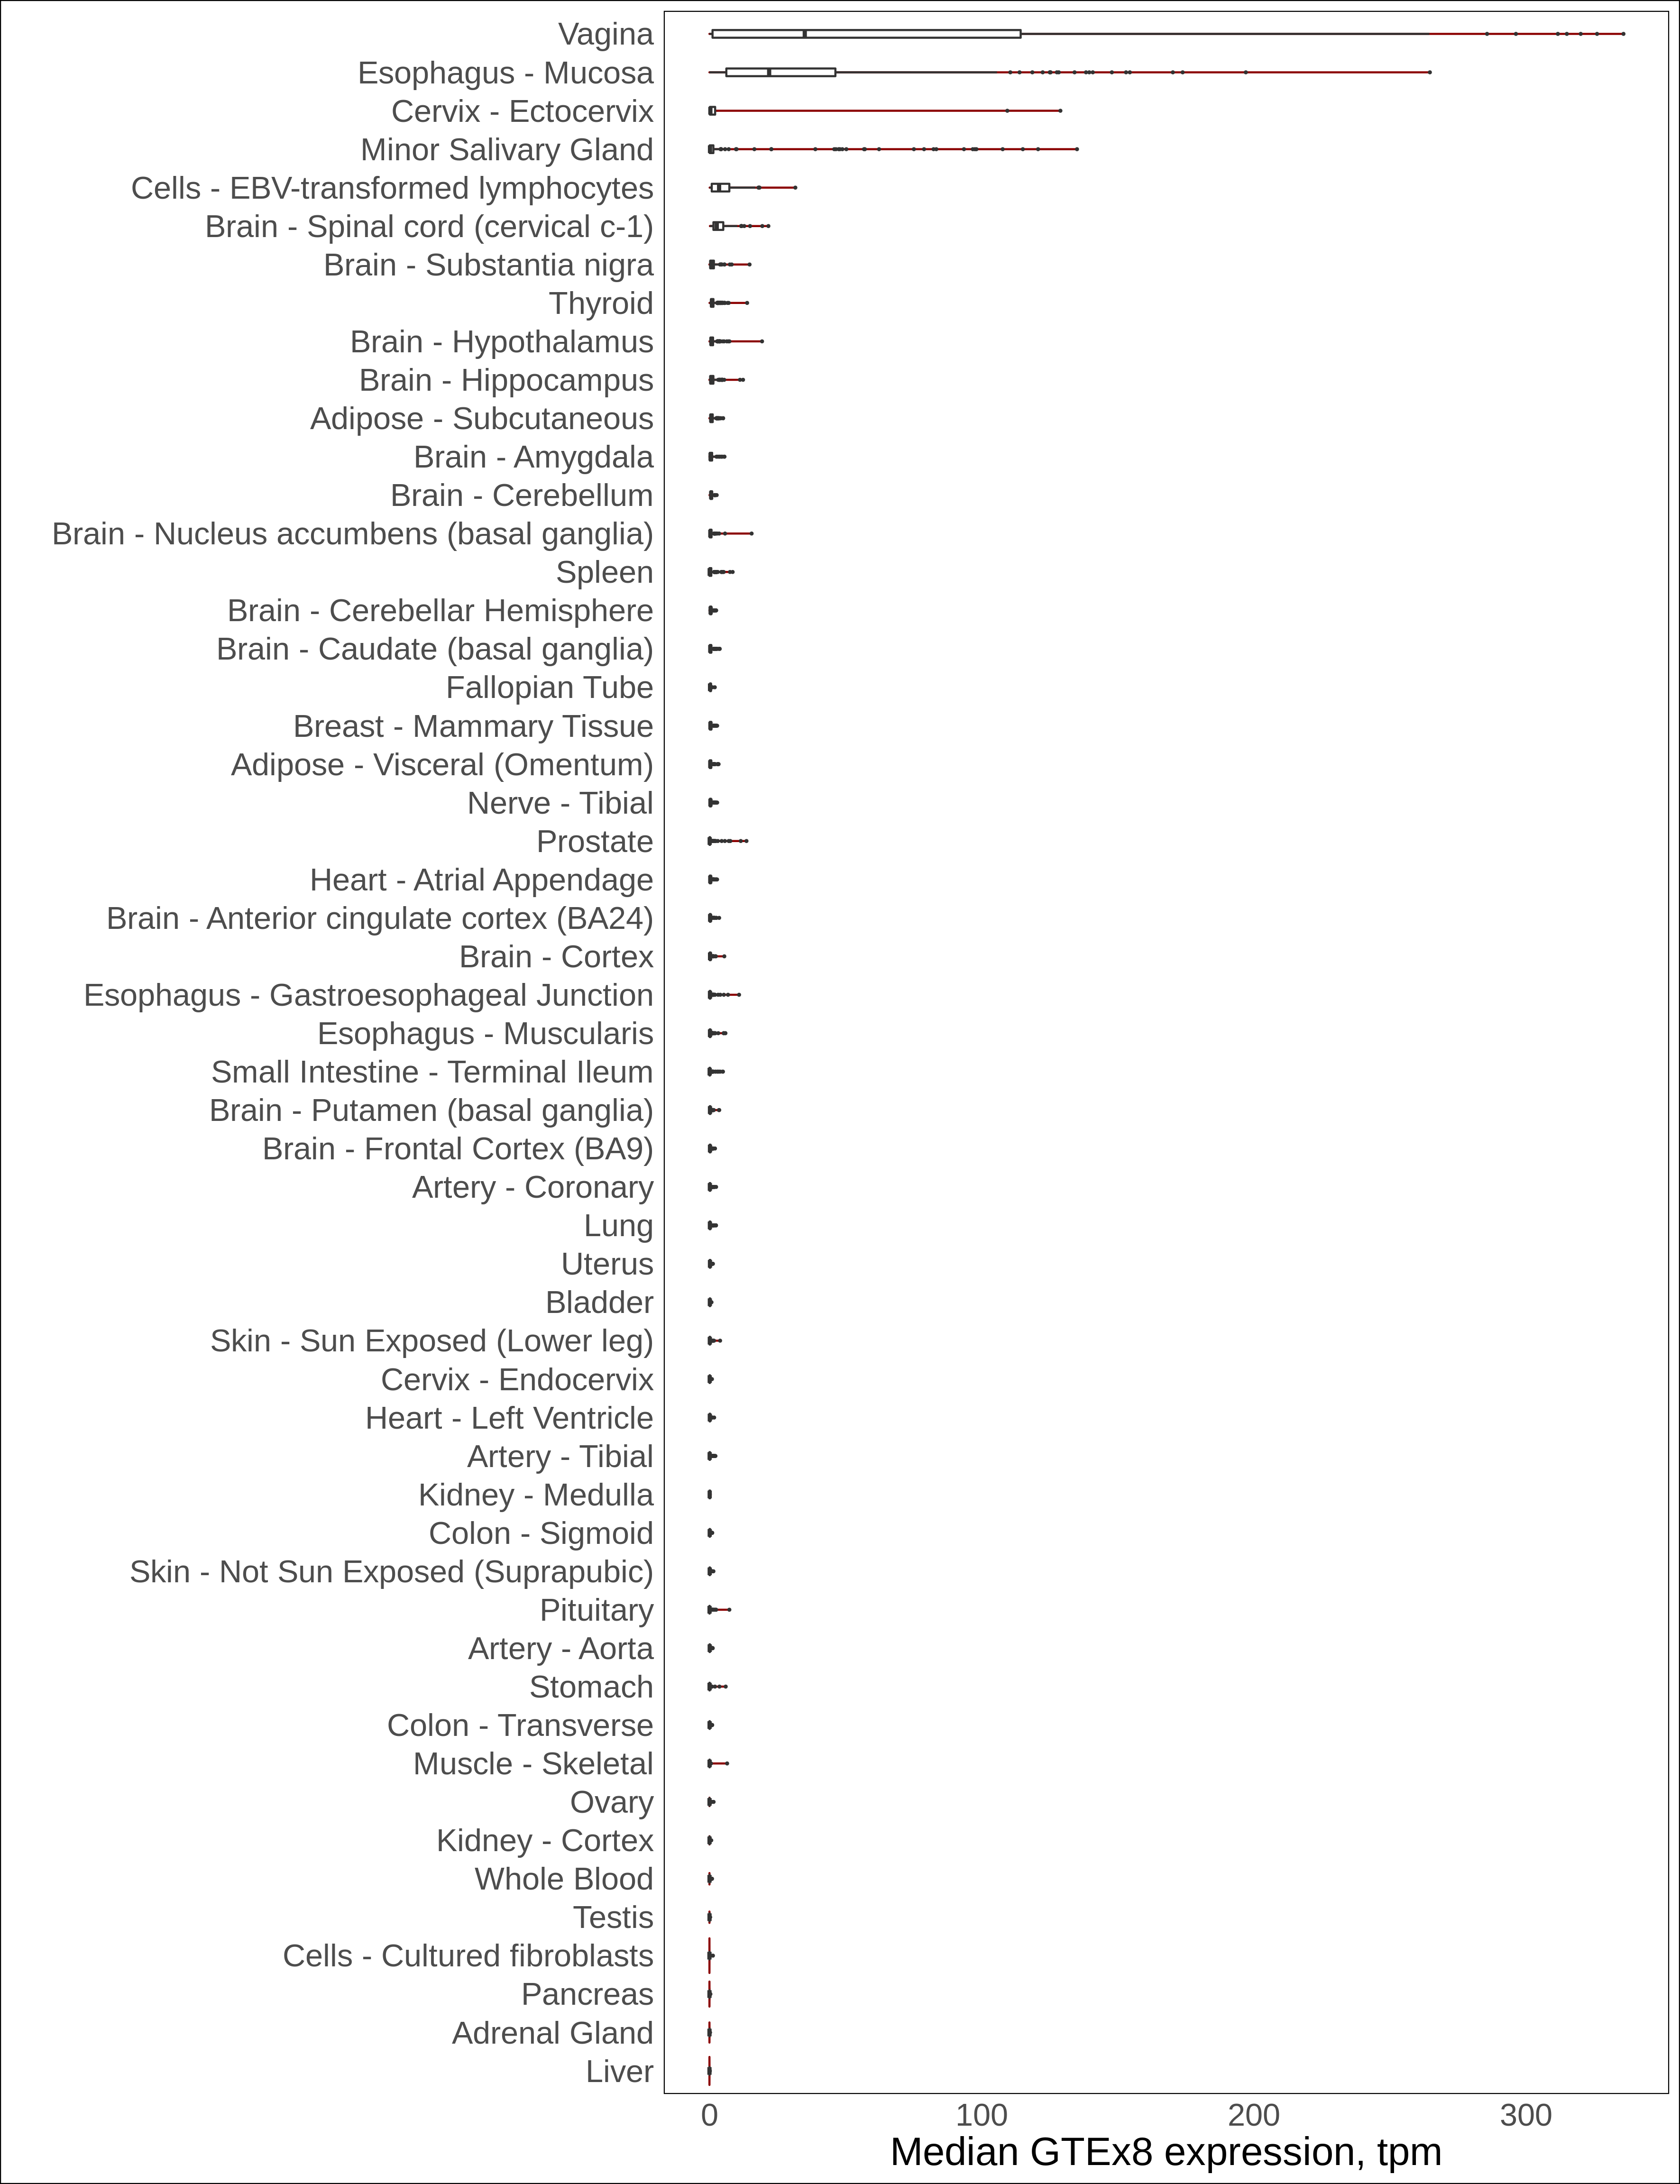 Vagina
Esophagus - Mucosa
Cervix - Ectocervix
Minor Salivary Gland
Cells - EBV-transformed lymphocytes
Brain - Spinal cord (cervical c-1)
Brain - Substantia nigra
Thyroid
Brain - Hypothalamus
Brain - Hippocampus
Adipose - Subcutaneous
Brain - Amygdala
Brain - Cerebellum
Brain - Nucleus accumbens (basal ganglia)
Spleen
Brain - Cerebellar Hemisphere
Brain - Caudate (basal ganglia)
Fallopian Tube
Breast - Mammary Tissue
Adipose - Visceral (Omentum)
Nerve - Tibial
Prostate
Heart - Atrial Appendage
Brain - Anterior cingulate cortex (BA24)
Brain - Cortex
Esophagus - Gastroesophageal Junction
Esophagus - Muscularis
Small Intestine - Terminal Ileum
Brain - Putamen (basal ganglia)
Brain - Frontal Cortex (BA9)
Artery - Coronary
Lung
Uterus
Bladder
Skin - Sun Exposed (Lower leg)
Cervix - Endocervix
Heart - Left Ventricle
Artery - Tibial
Kidney - Medulla
Colon - Sigmoid
Skin - Not Sun Exposed (Suprapubic)
Pituitary
Artery - Aorta
Stomach
Colon - Transverse
Muscle - Skeletal
Ovary
Kidney - Cortex
Whole Blood
Testis
Cells - Cultured fibroblasts
Pancreas
Adrenal Gland
Liver
0 100 200 300
Median GTEx8 expression, tpm